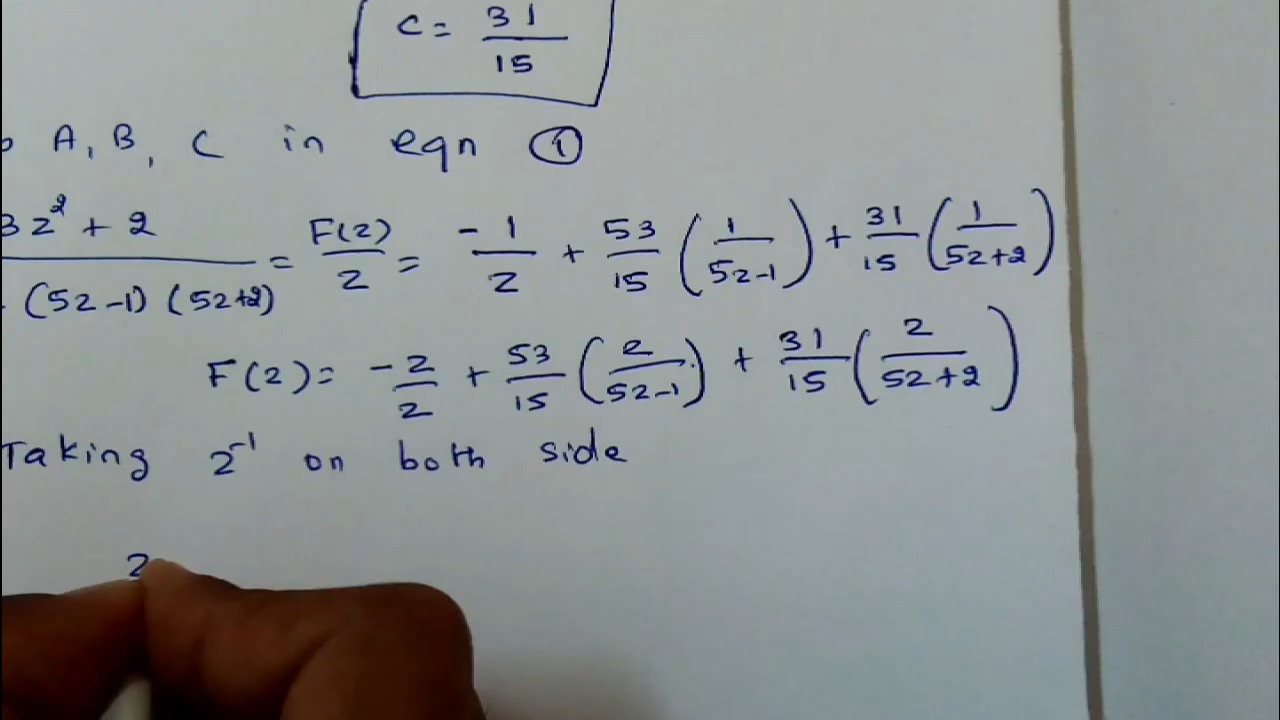 C = 31/15
A, B, C in eqn ①
3z² + 2 / (5z-1) (5z+2) = F(z)/z = -1/z + 53/15 (1/5z-1) + 31/15 (1/5z+2)
F(z) = -z/z + 53/15 (z/5z-1) + 31/15 (z/5z+2)
Taking z⁻¹ on both side
z